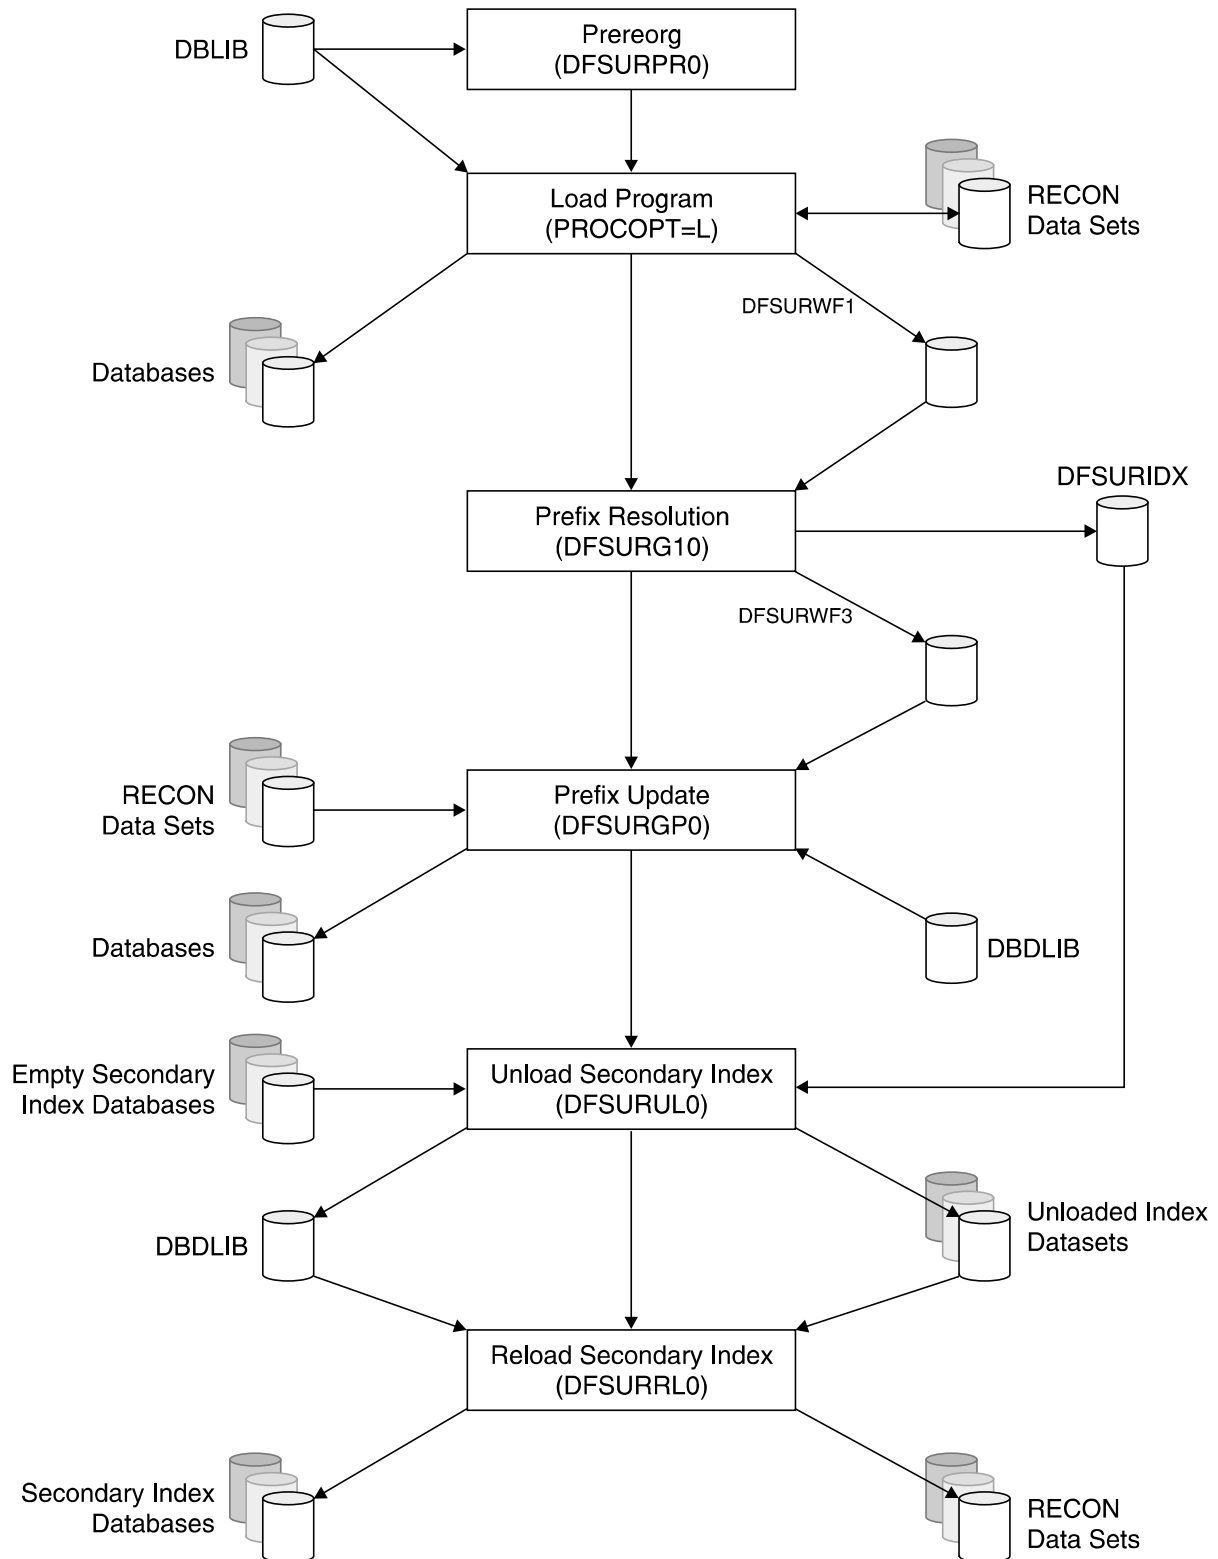 DBLIB
Prereorg
(DFSURPR0)
Load Program
(PROCOPT=L)
RECON
Data Sets
DFSURWF1
Databases
DFSURIDX
Prefix Resolution
(DFSURG10)
DFSURWF3
RECON
Data Sets
Prefix Update
(DFSURGP0)
Databases
DBDLIB
Empty Secondary
Index Databases
Unload Secondary Index
(DFSURUL0)
DBDLIB
Unloaded Index
Datasets
Reload Secondary Index
(DFSURRL0)
Secondary Index
Databases
RECON
Data Sets